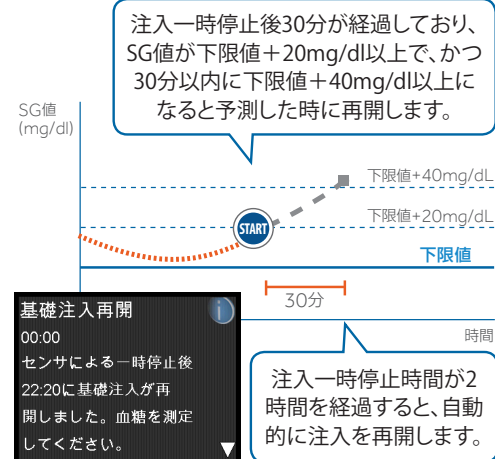 注入一時停止後30分が経過しており、
SG値が下限値＋20mg/dl以上で、かつ
30分以内に下限値＋40mg/dl以上に
なると予測した時に再開します。
SG値
(mg/dl)
下限値+40mg/dL
下限値+20mg/dL
START
下限値
30分
時間
基礎注入再開
00:00
センサによる一時停止後
22:20に基礎注入が再
開しました。血糖を測定
してください。
注入一時停止時間が2
時間を経過すると、自動
的に注入を再開します。